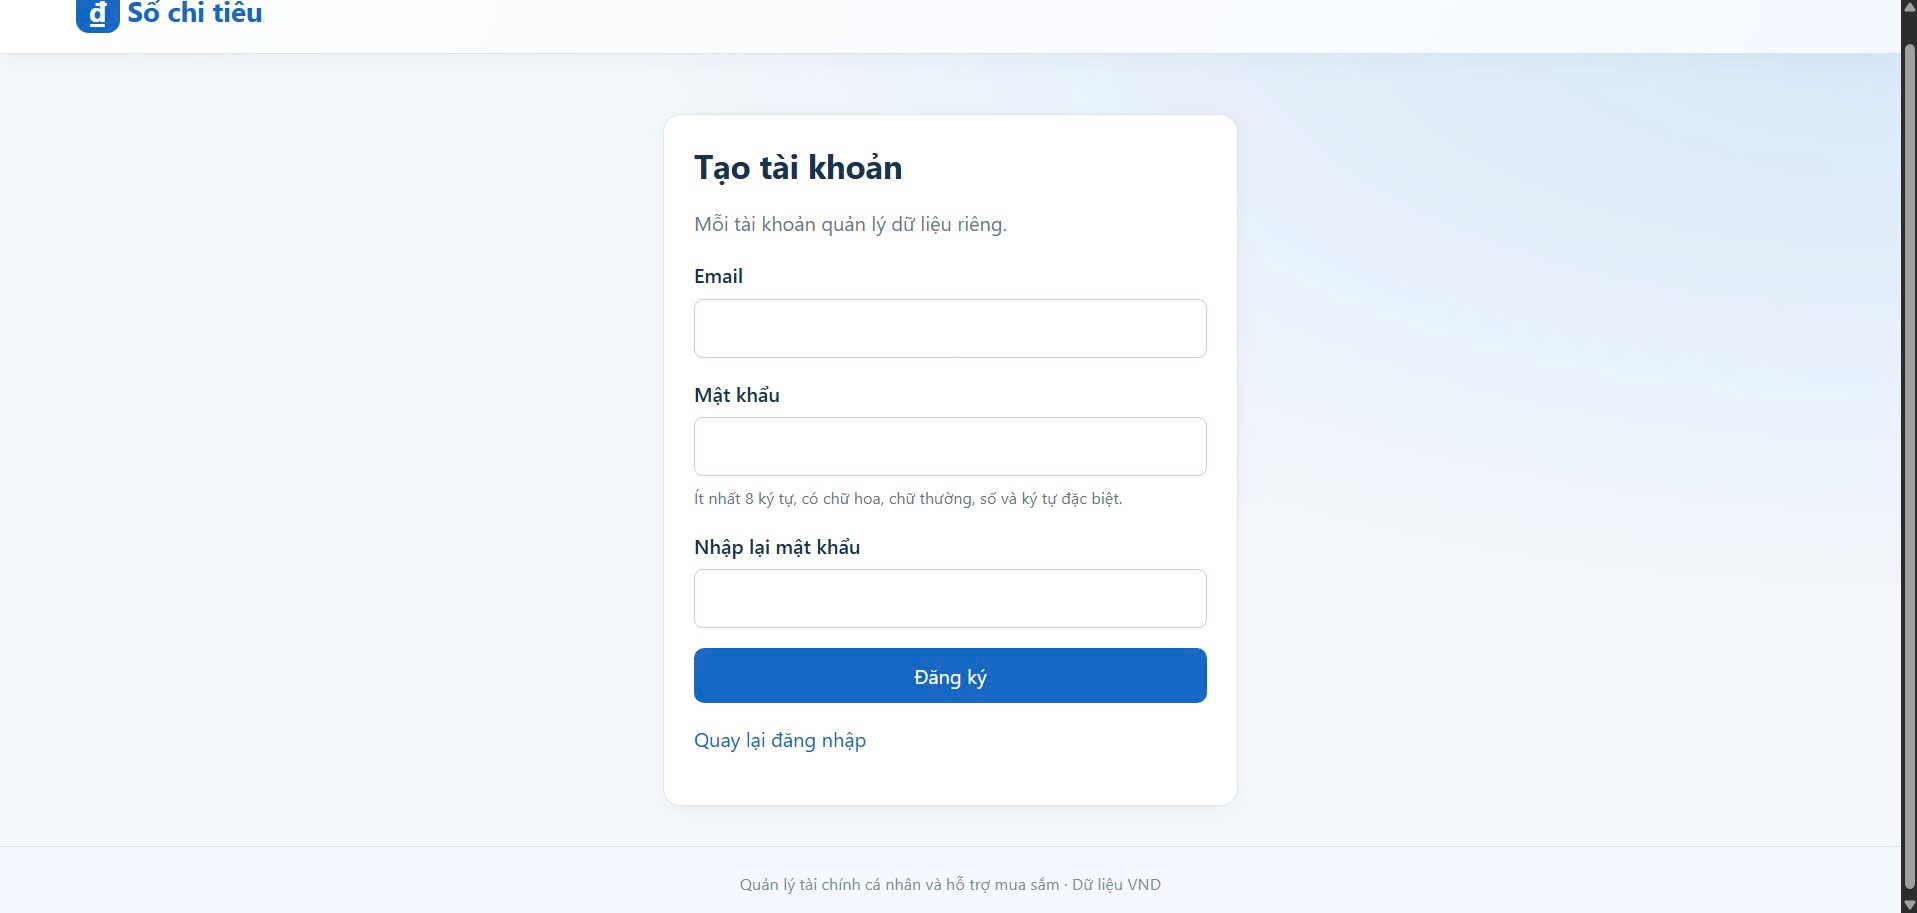 đ Sổ chi tiêu
Tạo tài khoản
Mỗi tài khoản quản lý dữ liệu riêng.
Email
Mật khẩu
Ít nhất 8 ký tự, có chữ hoa, chữ thường, số và ký tự đặc biệt.
Nhập lại mật khẩu
Đăng ký
Quay lại đăng nhập
Quản lý tài chính cá nhân và hỗ trợ mua sắm · Dữ liệu VND